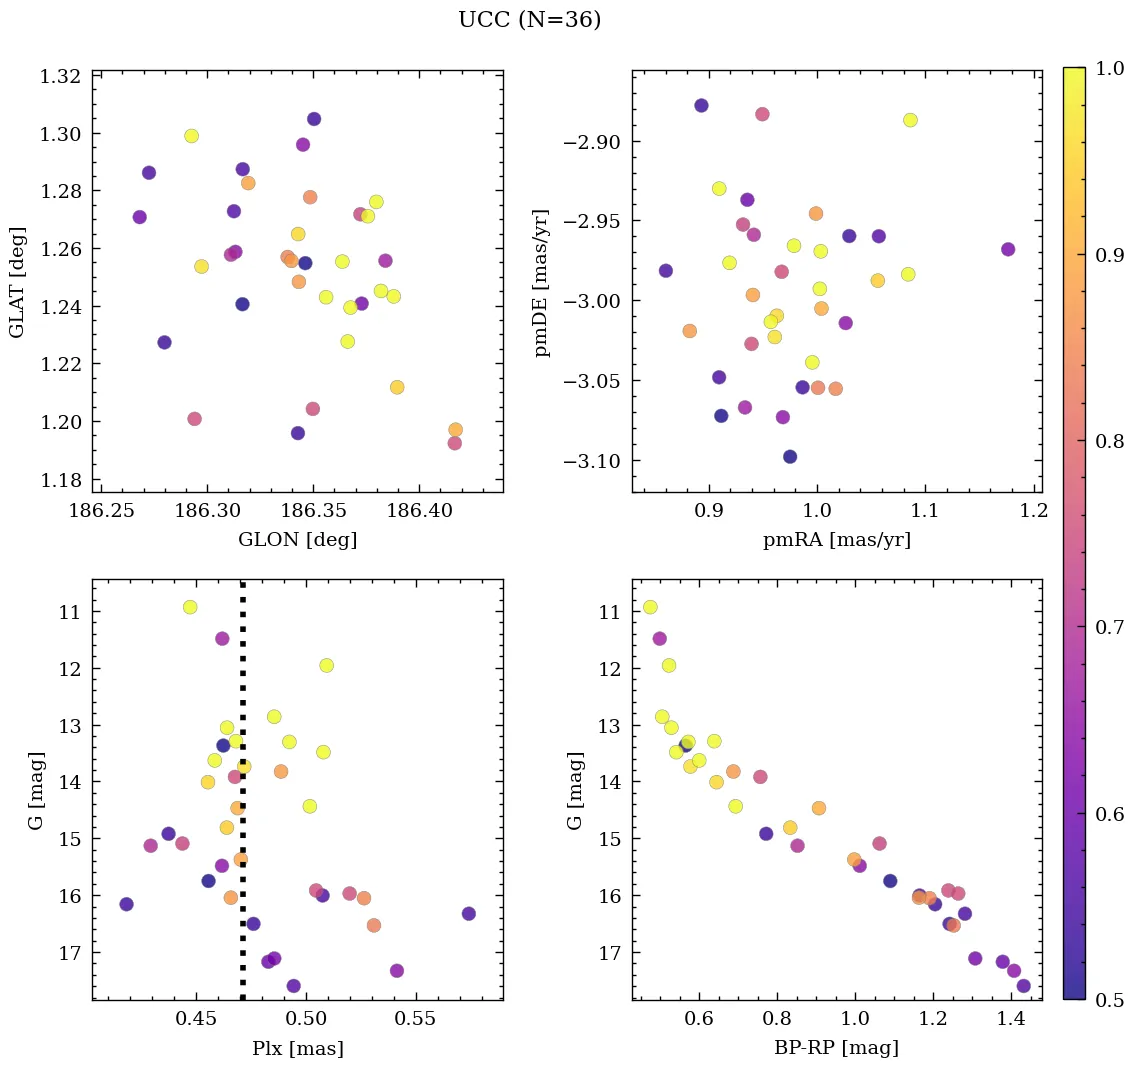 UCC (N=36)
1.32
1.30
1.28
1.26
1.24
1.22
1.20
1.18
GLAT [deg]
186.25 186.30 186.35 186.40
GLON [deg]
−2.90
−2.95
−3.00
−3.05
−3.10
pmDE [mas/yr]
0.9 1.0 1.1 1.2
pmRA [mas/yr]
1.0
0.9
0.8
0.7
0.6
0.5
11
12
13
14
15
16
17
G [mag]
0.45 0.50 0.55
Plx [mas]
11
12
13
14
15
16
17
G [mag]
0.6 0.8 1.0 1.2 1.4
BP-RP [mag]